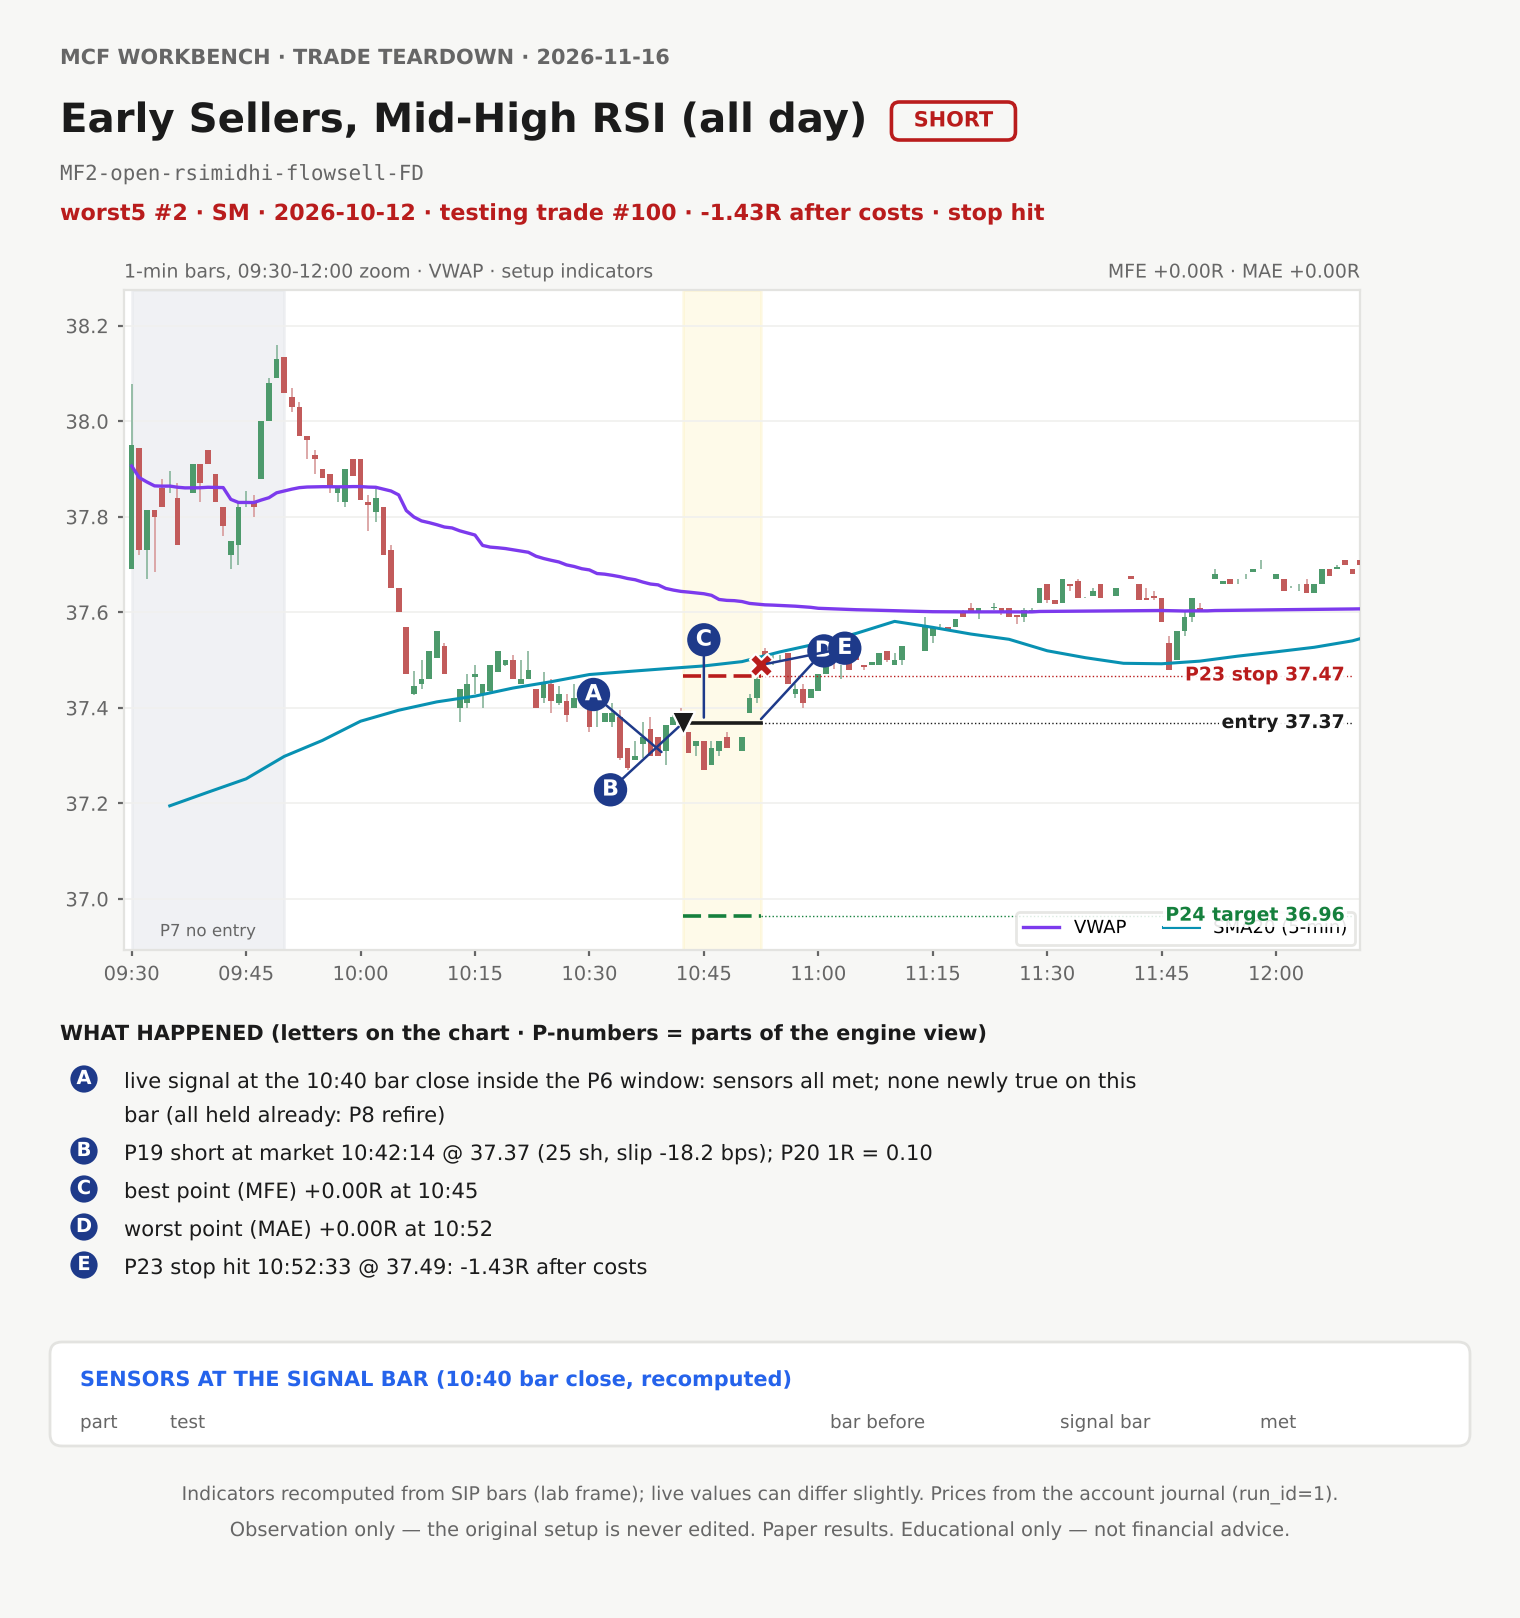 MCF WORKBENCH · TRADE TEARDOWN · 2026-11-16
Early Sellers, Mid-High RSI (all day) SHORT
MF2-open-rsimidhi-flowsell-FD
worst5 #2 · SM · 2026-10-12 · testing trade #100 · -1.43R after costs · stop hit
1-min bars, 09:30-12:00 zoom · VWAP · setup indicators MFE +0.00R · MAE +0.00R
38.2
38.0
37.8
37.6
37.4
37.2
37.0
C
D
E
A
B
P23 stop 37.47
entry 37.37
P24 target 36.96
VWAP SMA20 (5-min)
P7 no entry
09:30 09:45 10:00 10:15 10:30 10:45 11:00 11:15 11:30 11:45 12:00
WHAT HAPPENED (letters on the chart · P-numbers = parts of the engine view)
A live signal at the 10:40 bar close inside the P6 window: sensors all met; none newly true on this
bar (all held already: P8 refire)
B P19 short at market 10:42:14 @ 37.37 (25 sh, slip -18.2 bps); P20 1R = 0.10
C best point (MFE) +0.00R at 10:45
D worst point (MAE) +0.00R at 10:52
E P23 stop hit 10:52:33 @ 37.49: -1.43R after costs
SENSORS AT THE SIGNAL BAR (10:40 bar close, recomputed)
part test bar before signal bar met
Indicators recomputed from SIP bars (lab frame); live values can differ slightly. Prices from the account journal (run_id=1).
Observation only — the original setup is never edited. Paper results. Educational only — not financial advice.